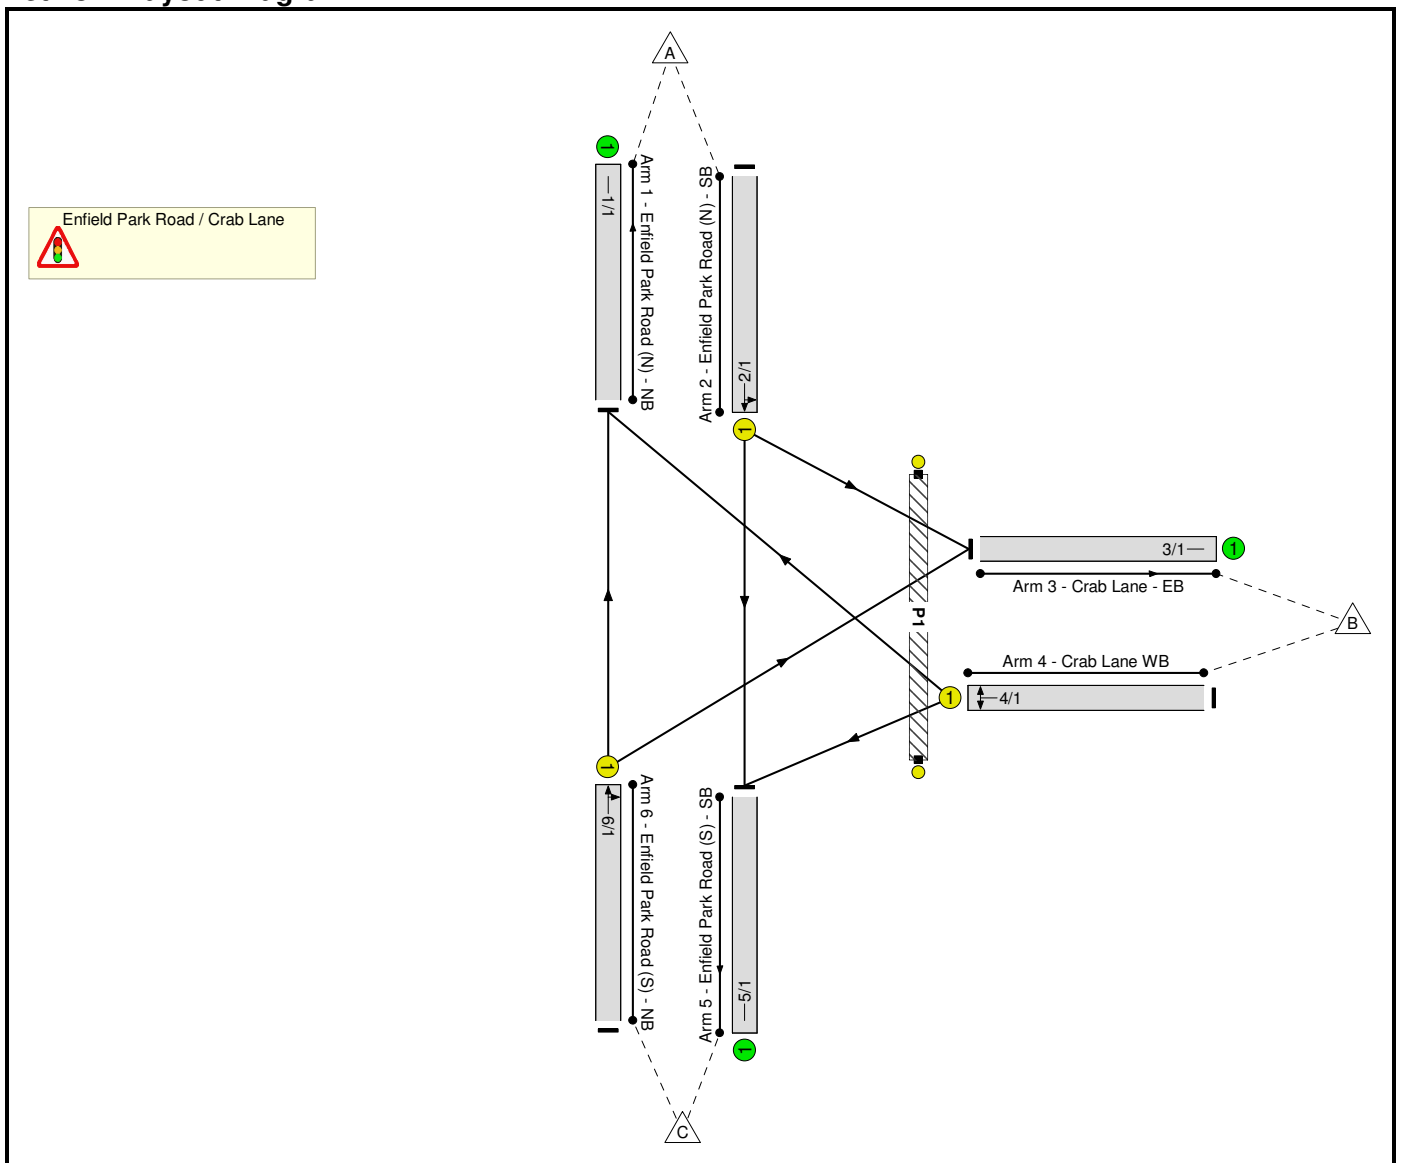 A
1
Arm 1 - Enfield Park Road (N) - NB
1/1
Arm 2 - Enfield Park Road (N) - SB
2/1
1
Enfield Park Road / Crab Lane
3/1
1
Arm 3 - Crab Lane - EB
P1
B
Arm 4 - Crab Lane WB
1
4/1
1
6/1
Arm 6 - Enfield Park Road (S) - NB
Arm 5 - Enfield Park Road (S) - SB
5/1
1
C